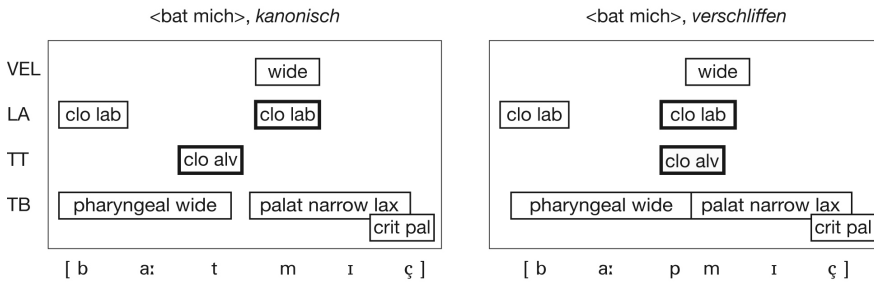 <bat mich>, kanonisch
VEL wide
LA clo lab clo lab
TT clo alv
TB pharyngeal wide palat narrow lax
crit pal
[ b aː t m ɪ ç ]
<bat mich>, verschliffen
wide
clo lab clo lab
clo alv
pharyngeal wide palat narrow lax
crit pal
[ b aː p m ɪ ç ]